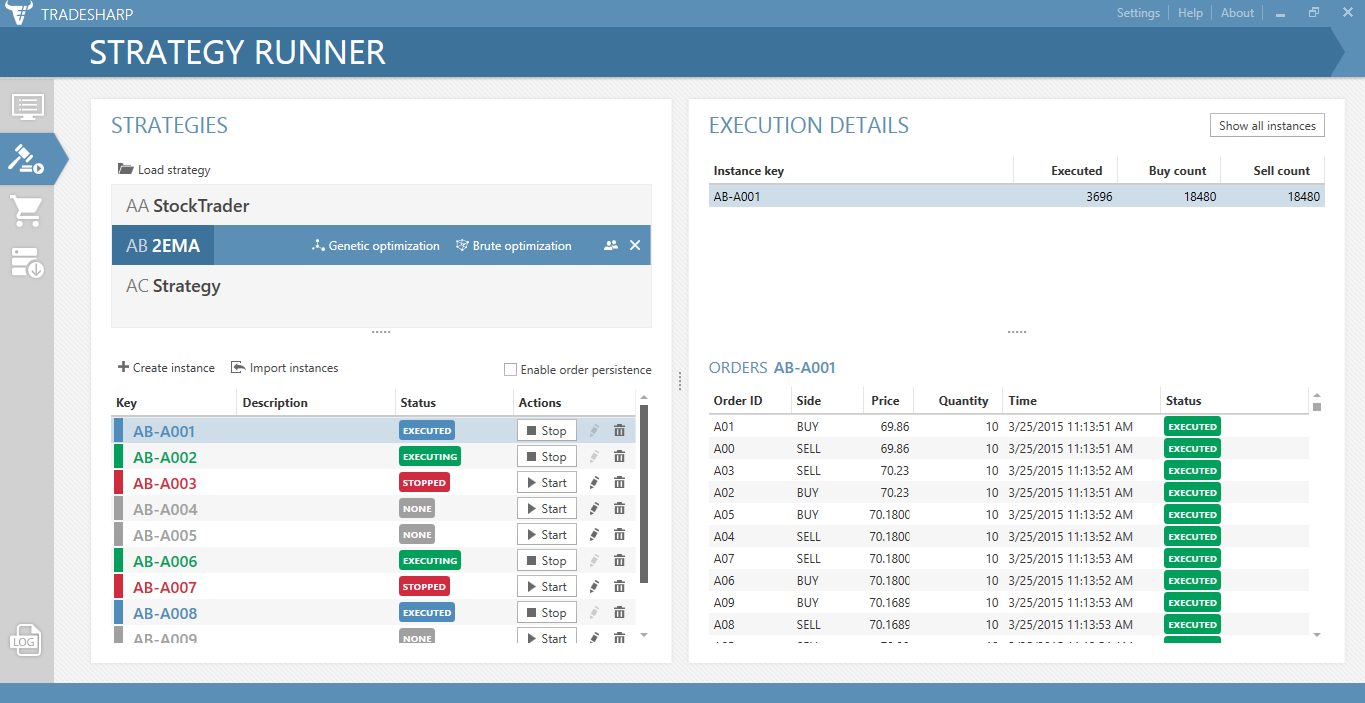 TRADESHARP Settings Help About
STRATEGY RUNNER
STRATEGIES
Load strategy
AA StockTrader
AB 2EMA Genetic optimization Brute optimization
AC Strategy
Create instance Import instances Enable order persistence
Key Description Status Actions
AB-A001 EXECUTED Stop
AB-A002 EXECUTING Stop
AB-A003 STOPPED Start
AB-A004 NONE Start
AB-A005 NONE Start
AB-A006 EXECUTING Stop
AB-A007 STOPPED Start
AB-A008 EXECUTED Stop
AB-A009 NONE Start
EXECUTION DETAILS Show all instances
Instance key Executed Buy count Sell count
AB-A001 3696 18480 18480
ORDERS AB-A001
Order ID Side Price Quantity Time Status
A01 BUY 69.86 10 3/25/2015 11:13:51 AM EXECUTED
A00 SELL 69.86 10 3/25/2015 11:13:51 AM EXECUTED
A03 SELL 70.23 10 3/25/2015 11:13:52 AM EXECUTED
A02 BUY 70.23 10 3/25/2015 11:13:51 AM EXECUTED
A05 BUY 70.1800 10 3/25/2015 11:13:52 AM EXECUTED
A04 SELL 70.1800 10 3/25/2015 11:13:52 AM EXECUTED
A07 SELL 70.1800 10 3/25/2015 11:13:53 AM EXECUTED
A06 BUY 70.1800 10 3/25/2015 11:13:52 AM EXECUTED
A09 BUY 70.1689 10 3/25/2015 11:13:53 AM EXECUTED
A08 SELL 70.1689 10 3/25/2015 11:13:53 AM EXECUTED
LOG